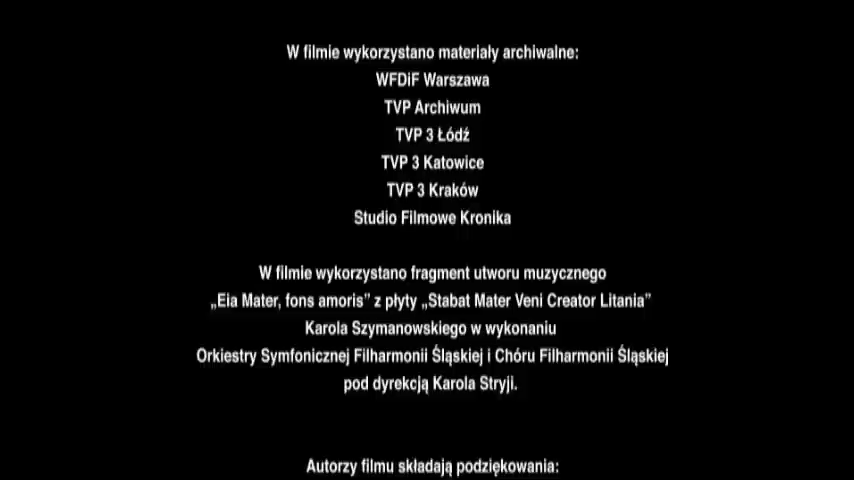 W filmie wykorzystano materiały archiwalne:
WFDiF Warszawa
TVP Archiwum
TVP 3 Łódź
TVP 3 Katowice
TVP 3 Kraków
Studio Filmowe Kronika
W filmie wykorzystano fragment utworu muzycznego
„Eia Mater, fons amoris” z płyty „Stabat Mater Veni Creator Litania”
Karola Szymanowskiego w wykonaniu
Orkiestry Symfonicznej Filharmonii Śląskiej i Chóru Filharmonii Śląskiej
pod dyrekcją Karola Stryji.
Autorzy filmu składają podziękowania: